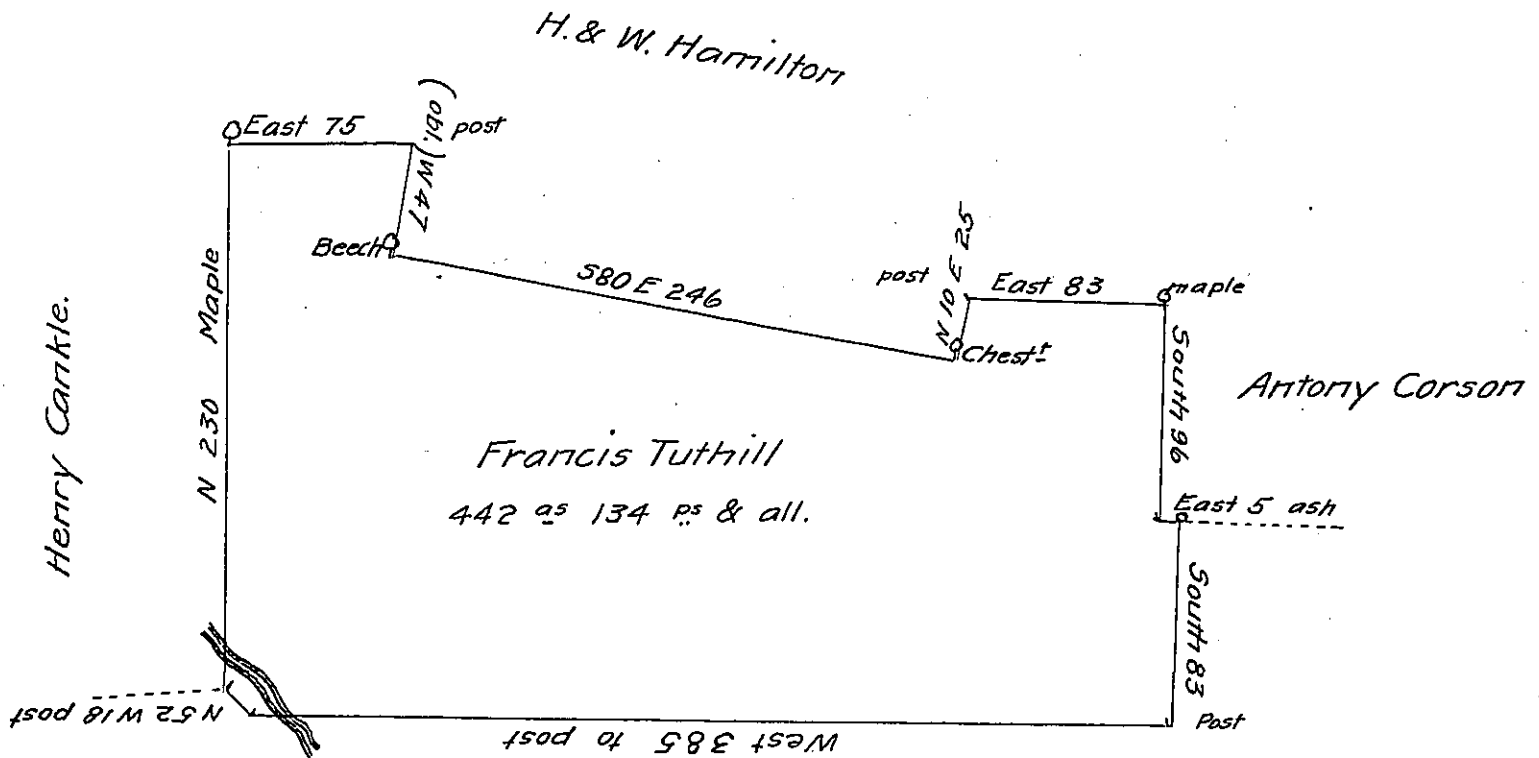 H. & W. Hamilton
East 75
post
(obl.) W 47
Beech
S80 E 246
post
N 10 E 25
East 83
maple
Chest t
South 96
Antony Corson
Henry Cankle.
N 230 Maple
Francis Tuthill
442 as 134 ps & all.
East 5 ash
South 83
Post
N 52 W 18 post
West 385 to post